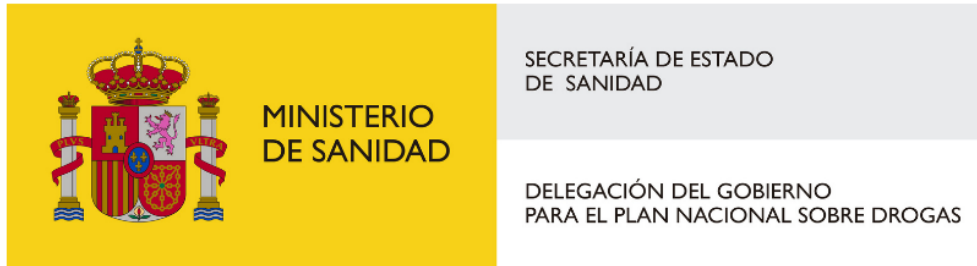 PLVS
VLTRA
MINISTERIO
DE SANIDAD
SECRETARÍA DE ESTADO
DE SANIDAD
DELEGACIÓN DEL GOBIERNO
PARA EL PLAN NACIONAL SOBRE DROGAS